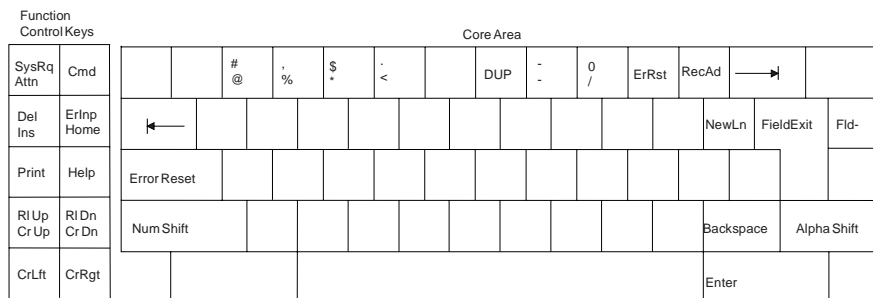 Function
Control Keys
Core Area
SysRq Cmd
Attn
# , $ . - 0
@ % * < DUP - / ErRst RecAd
Del ErInp
Ins Home
NewLn FieldExit Fld-
Print Help
Error Reset
Rl Up Rl Dn
Cr Up Cr Dn
Num Shift Backspace Alpha Shift
CrLft CrRgt
Enter